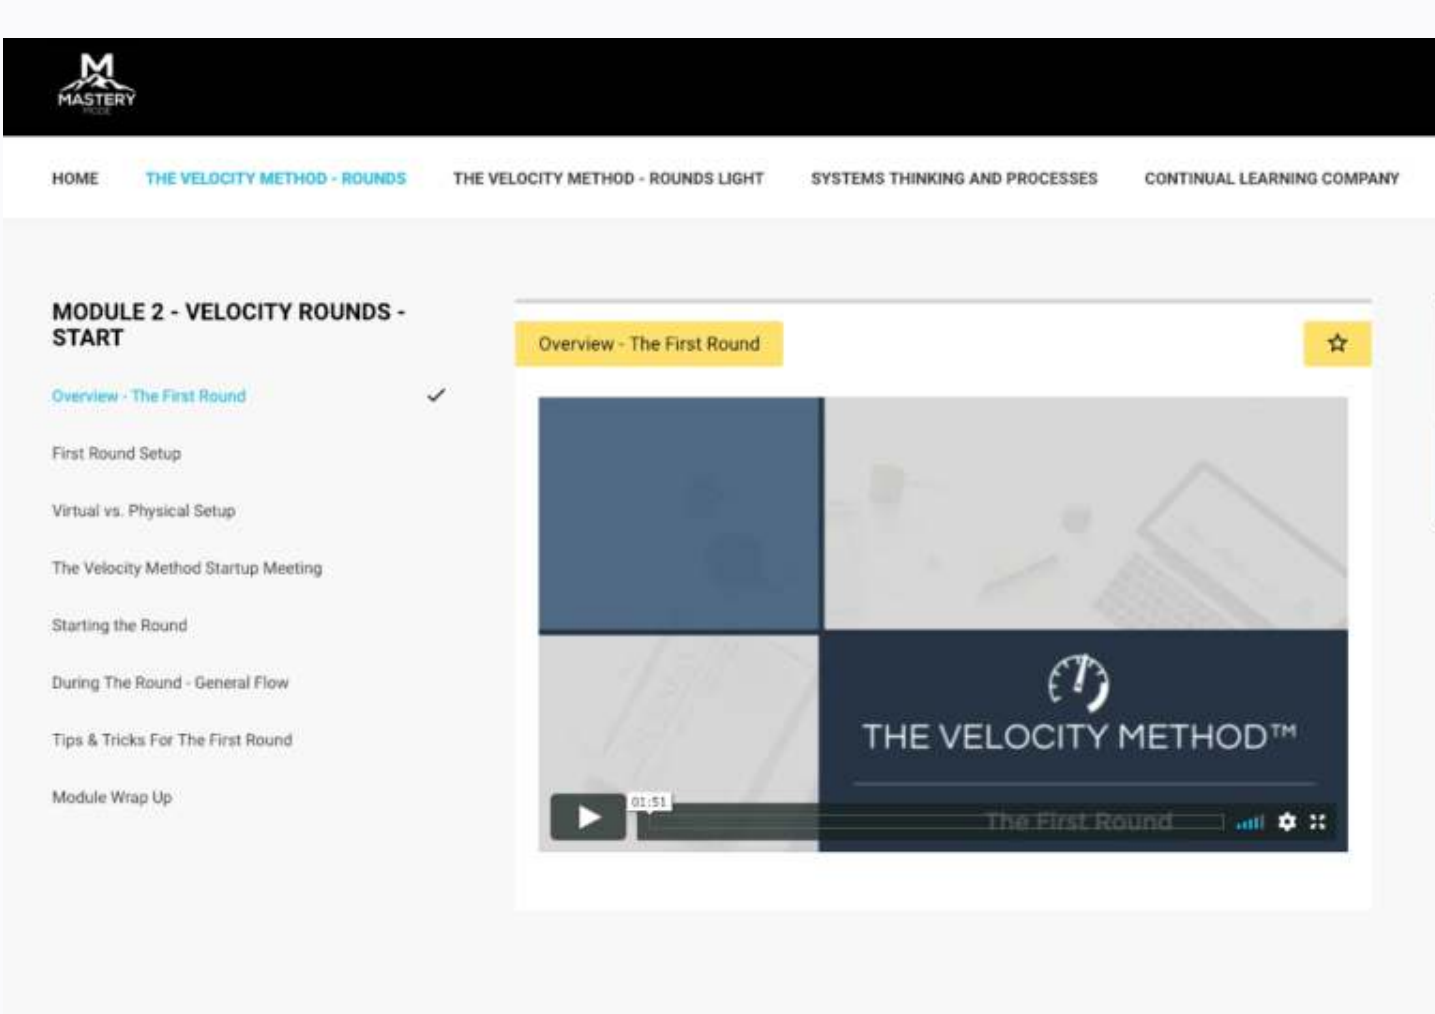 M
MASTERY
MODE
HOME
THE VELOCITY METHOD - ROUNDS
THE VELOCITY METHOD - ROUNDS LIGHT
SYSTEMS THINKING AND PROCESSES
CONTINUAL LEARNING COMPANY
MODULE 2 - VELOCITY ROUNDS -
START
Overview - The First Round
First Round Setup
Virtual vs. Physical Setup
The Velocity Method Startup Meeting
Starting the Round
During The Round - General Flow
Tips & Tricks For The First Round
Module Wrap Up
Overview - The First Round
THE VELOCITY METHOD™
01:51
The First Round